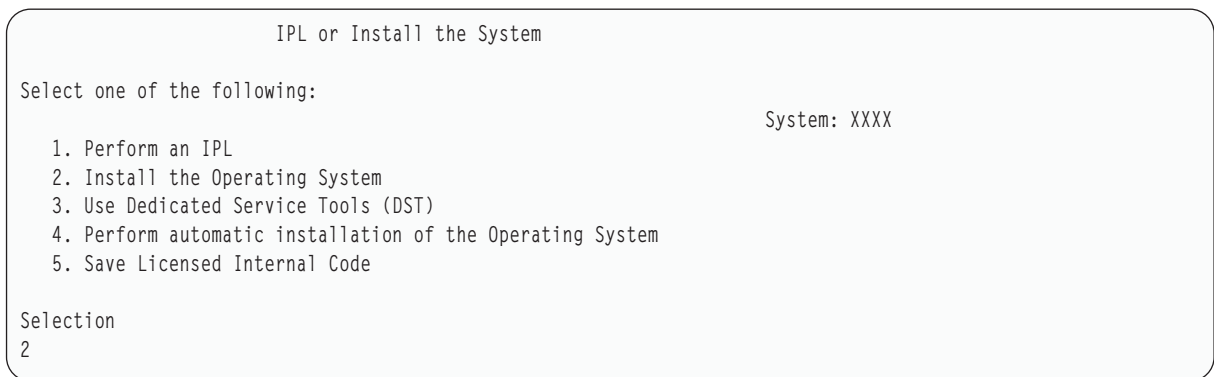 IPL or Install the System
Select one of the following:
System: XXXX
1. Perform an IPL
2. Install the Operating System
3. Use Dedicated Service Tools (DST)
4. Perform automatic installation of the Operating System
5. Save Licensed Internal Code
Selection
2